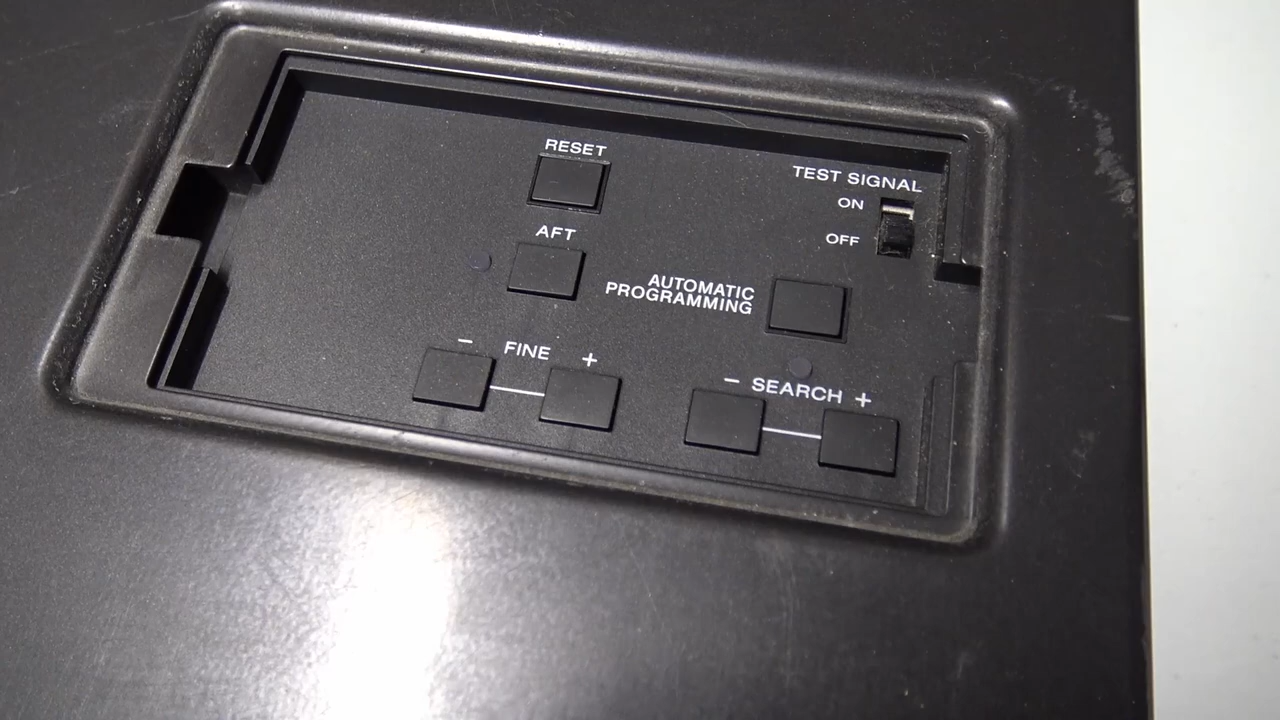 RESET
TEST SIGNAL
ON
OFF
AFT
AUTOMATIC
PROGRAMMING
− FINE +
− SEARCH +